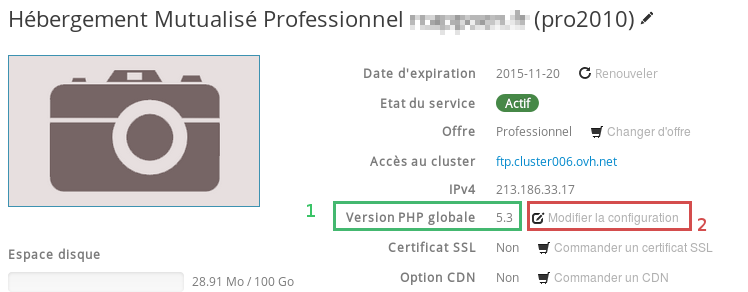 Hébergement Mutualisé Professionnel (pro2010)
Date d'expiration 2015-11-20 Renouveler
Etat du service Actif
Offre Professionnel Changer d'offre
Accès au cluster ftp.cluster006.ovh.net
IPv4 213.186.33.17
1 Version PHP globale 5.3 Modifier la configuration 2
Certificat SSL Non Commander un certificat SSL
Espace disque
Option CDN Non Commander un CDN
28.91 Mo / 100 Go